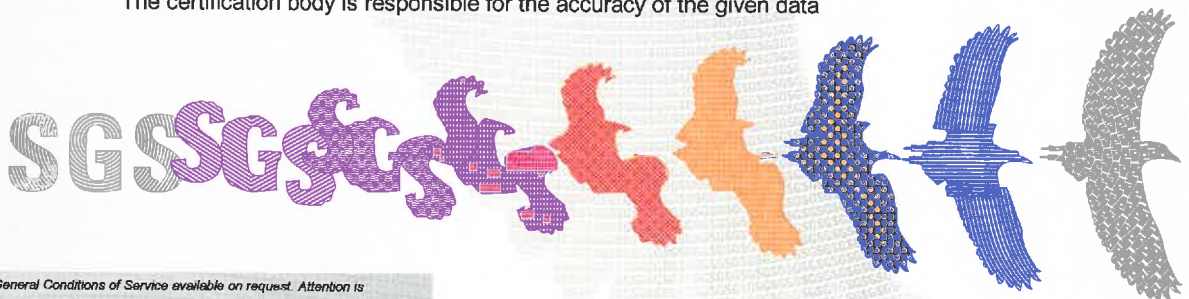 The certification body is responsible for the accuracy of the given data
SGS SGS SGS
General Conditions of Service available on request. Attention is